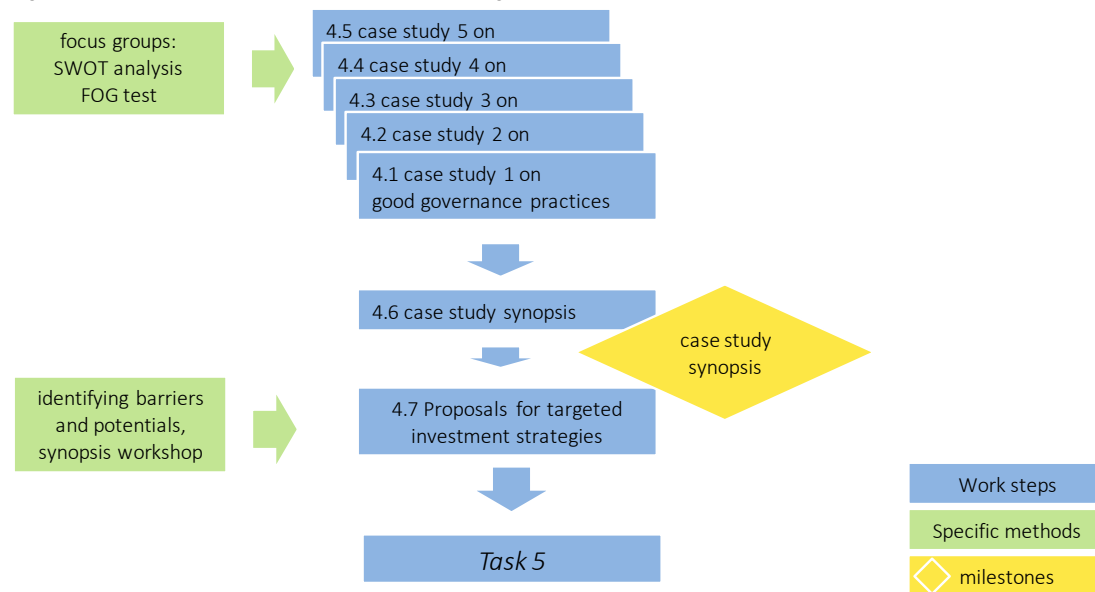 focus groups:
SWOT analysis
FOG test
4.5 case study 5 on
4.4 case study 4 on
4.3 case study 3 on
4.2 case study 2 on
4.1 case study 1 on
good governance practices
4.6 case study synopsis
case study
synopsis
identifying barriers
and potentials,
synopsis workshop
4.7 Proposals for targeted
investment strategies
Task 5
Work steps
Specific methods
milestones